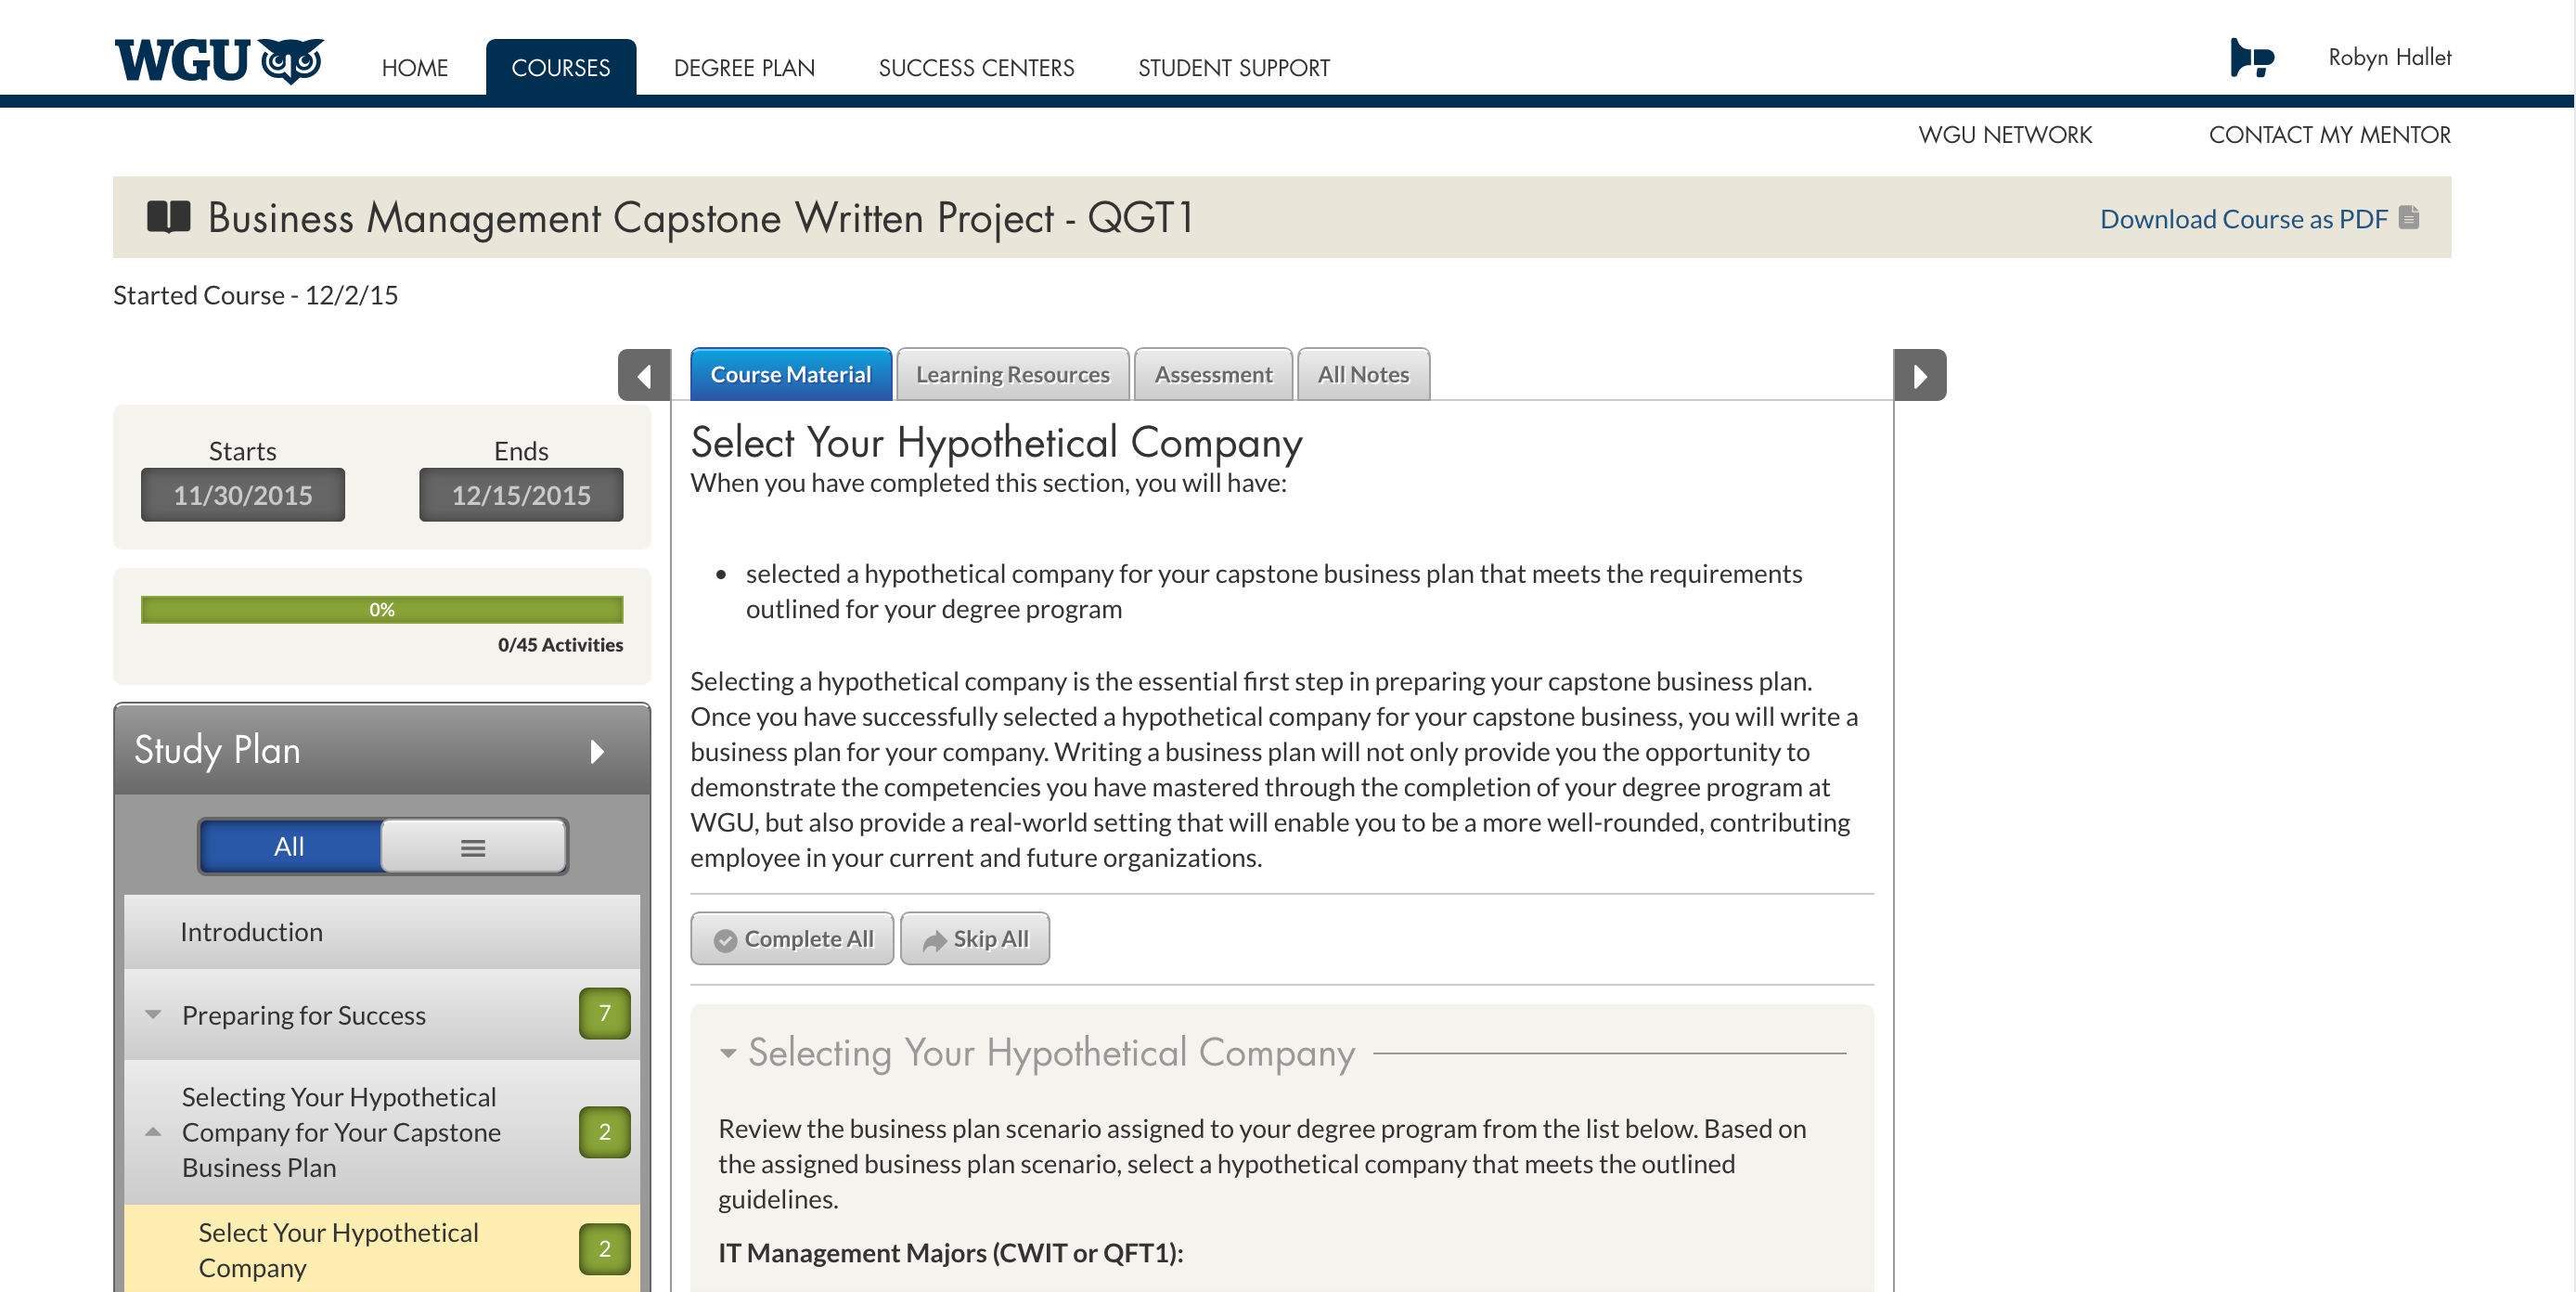 WGU
HOME
COURSES
DEGREE PLAN
SUCCESS CENTERS
STUDENT SUPPORT
Robyn Hallet
WGU NETWORK
CONTACT MY MENTOR
Business Management Capstone Written Project - QGT1
Download Course as PDF
Started Course - 12/2/15
Starts
Ends
11/30/2015
12/15/2015
0%
0/45 Activities
Study Plan
All
Introduction
Preparing for Success
7
Selecting Your Hypothetical
Company for Your Capstone
Business Plan
2
Select Your Hypothetical
Company
2
Course Material
Learning Resources
Assessment
All Notes
Select Your Hypothetical Company
When you have completed this section, you will have:
• selected a hypothetical company for your capstone business plan that meets the requirements
outlined for your degree program
Selecting a hypothetical company is the essential first step in preparing your capstone business plan.
Once you have successfully selected a hypothetical company for your capstone business, you will write a
business plan for your company. Writing a business plan will not only provide you the opportunity to
demonstrate the competencies you have mastered through the completion of your degree program at
WGU, but also provide a real-world setting that will enable you to be a more well-rounded, contributing
employee in your current and future organizations.
Complete All
Skip All
Selecting Your Hypothetical Company
Review the business plan scenario assigned to your degree program from the list below. Based on
the assigned business plan scenario, select a hypothetical company that meets the outlined
guidelines.
IT Management Majors (CWIT or QFT1):